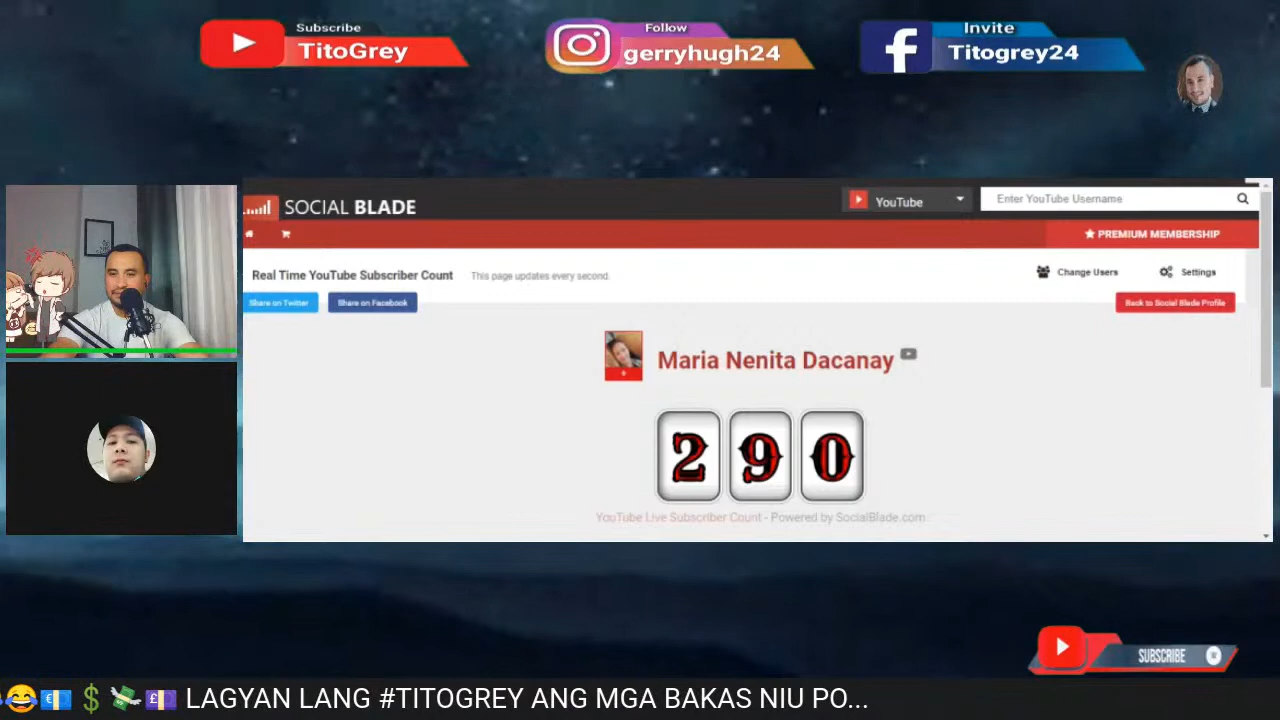 Subscribe
TitoGrey
Follow
gerryhugh24
Invite
Titogrey24
SOCIAL BLADE
YouTube
Enter YouTube Username
PREMIUM MEMBERSHIP
Real Time YouTube Subscriber Count
This page updates every second.
Change Users
Settings
Share on Twitter
Share on Facebook
Back to Social Blade Profile
Maria Nenita Dacanay
290
YouTube Live Subscriber Count - Powered by SocialBlade.com
SUBSCRIBE
😂💶💲💸💷 LAGYAN LANG #TITOGREY ANG MGA BAKAS NIU PO...